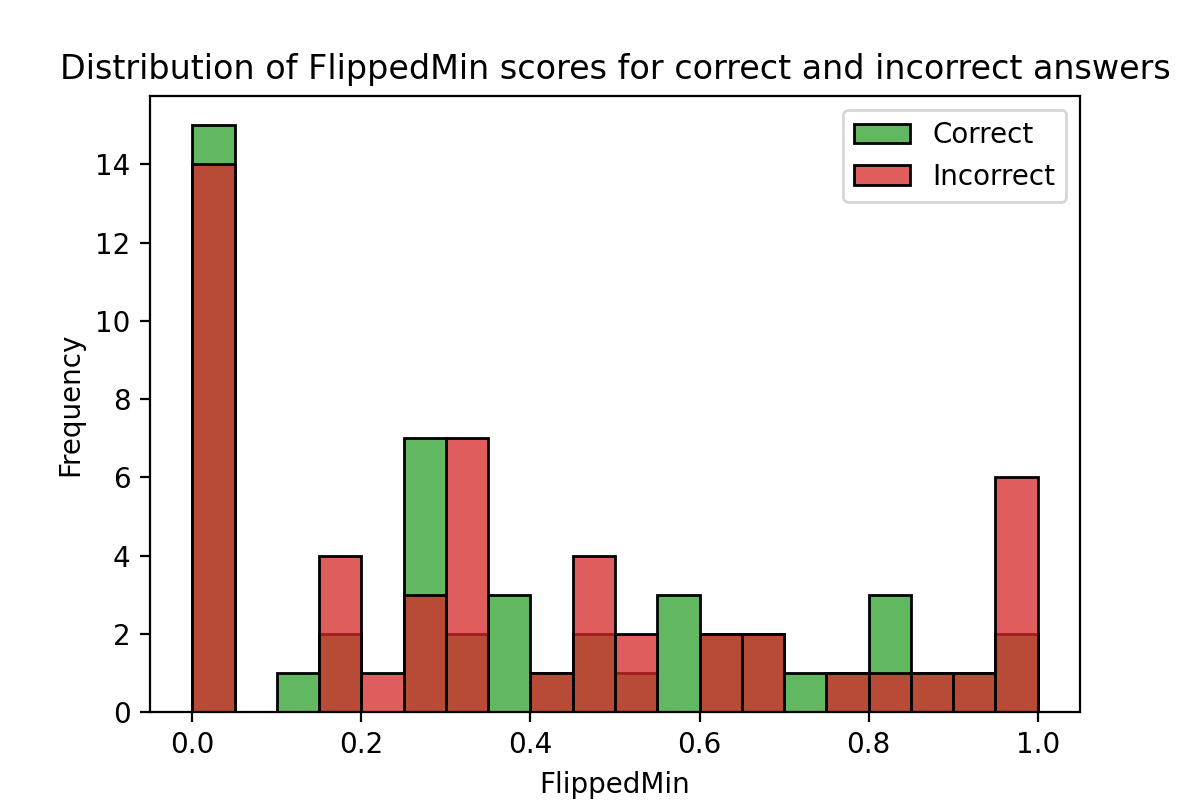 Distribution of FlippedMin scores for correct and incorrect answers
Correct
Incorrect
14
12
10
8
6
4
2
0
Frequency
0.0 0.2 0.4 0.6 0.8 1.0
FlippedMin